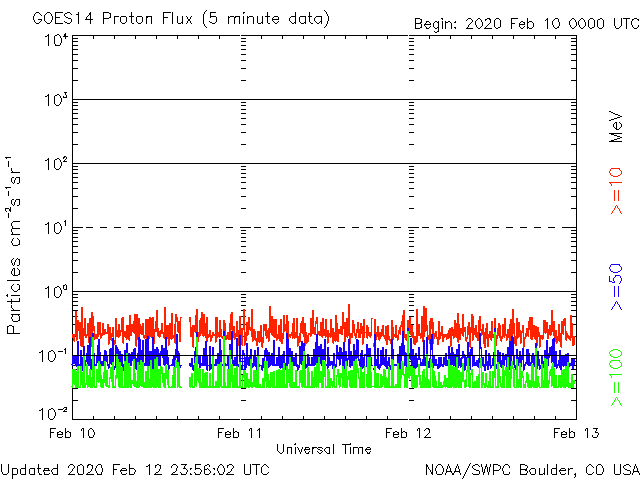 GOES14 Proton Flux (5 minute data)
Begin: 2020 Feb 10 0000 UTC
10⁴
10³
10²
10¹
10⁰
10⁻¹
10⁻²
Particles cm⁻²s⁻¹sr⁻¹
MeV
>=10
>=50
>=100
Feb 10
Feb 11
Feb 12
Feb 13
Universal Time
Updated 2020 Feb 12 23:56:02 UTC
NOAA/SWPC Boulder, CO USA